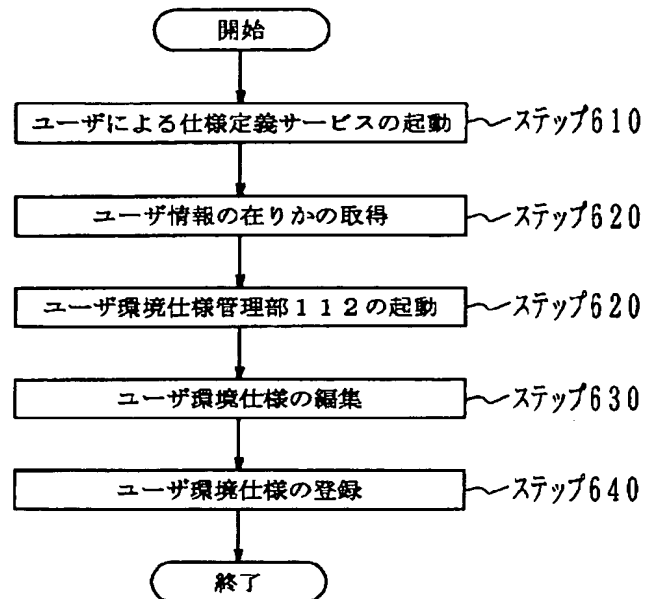 開始
ユーザによる仕様定義サービスの起動 ステップ610
ユーザ情報の在りかの取得 ステップ620
ユーザ環境仕様管理部112の起動 ステップ620
ユーザ環境仕様の編集 ステップ630
ユーザ環境仕様の登録 ステップ640
終了